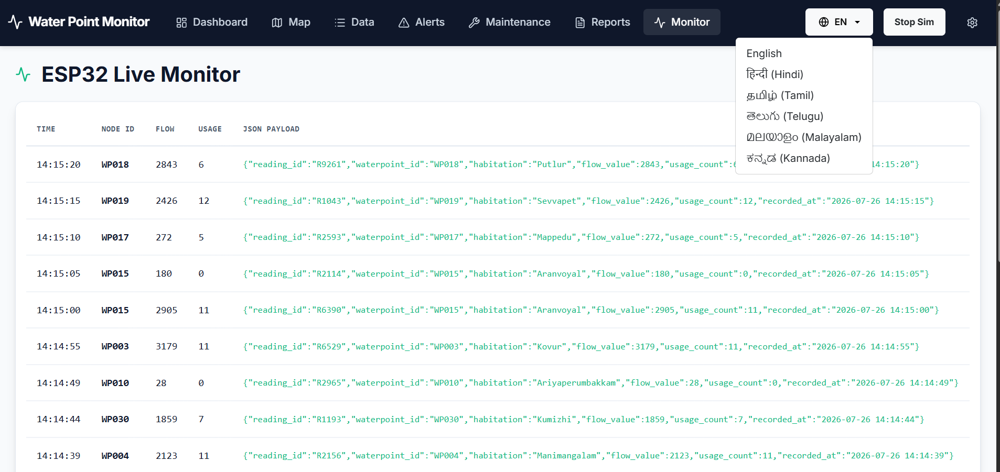 Water Point Monitor Dashboard Map Data Alerts Maintenance Reports Monitor EN Stop Sim
English
हिन्दी (Hindi)
தமிழ் (Tamil)
తెలుగు (Telugu)
മലയാളം (Malayalam)
ಕನ್ನಡ (Kannada)
ESP32 Live Monitor
TIME NODE ID FLOW USAGE JSON PAYLOAD
14:15:20 WP018 2843 6 {"reading_id":"R9261","waterpoint_id":"WP018","habitation":"Putlur","flow_value":2843,"usage_count": 14:15:20"}
14:15:15 WP019 2426 12 {"reading_id":"R1043","waterpoint_id":"WP019","habitation":"Sevvapet","flow_value":2426,"usage_count":12,"recorded_at":"2026-07-26 14:15:15"}
14:15:10 WP017 272 5 {"reading_id":"R2593","waterpoint_id":"WP017","habitation":"Mappedu","flow_value":272,"usage_count":5,"recorded_at":"2026-07-26 14:15:10"}
14:15:05 WP015 180 0 {"reading_id":"R2114","waterpoint_id":"WP015","habitation":"Aranvoyal","flow_value":180,"usage_count":0,"recorded_at":"2026-07-26 14:15:05"}
14:15:00 WP015 2905 11 {"reading_id":"R6390","waterpoint_id":"WP015","habitation":"Aranvoyal","flow_value":2905,"usage_count":11,"recorded_at":"2026-07-26 14:15:00"}
14:14:55 WP003 3179 11 {"reading_id":"R6529","waterpoint_id":"WP003","habitation":"Kovur","flow_value":3179,"usage_count":11,"recorded_at":"2026-07-26 14:14:55"}
14:14:49 WP010 28 0 {"reading_id":"R2965","waterpoint_id":"WP010","habitation":"Ariyaperumbakkam","flow_value":28,"usage_count":0,"recorded_at":"2026-07-26 14:14:49"}
14:14:44 WP030 1859 7 {"reading_id":"R1193","waterpoint_id":"WP030","habitation":"Kumizhi","flow_value":1859,"usage_count":7,"recorded_at":"2026-07-26 14:14:44"}
14:14:39 WP004 2123 11 {"reading_id":"R2156","waterpoint_id":"WP004","habitation":"Manimangalam","flow_value":2123,"usage_count":11,"recorded_at":"2026-07-26 14:14:39"}